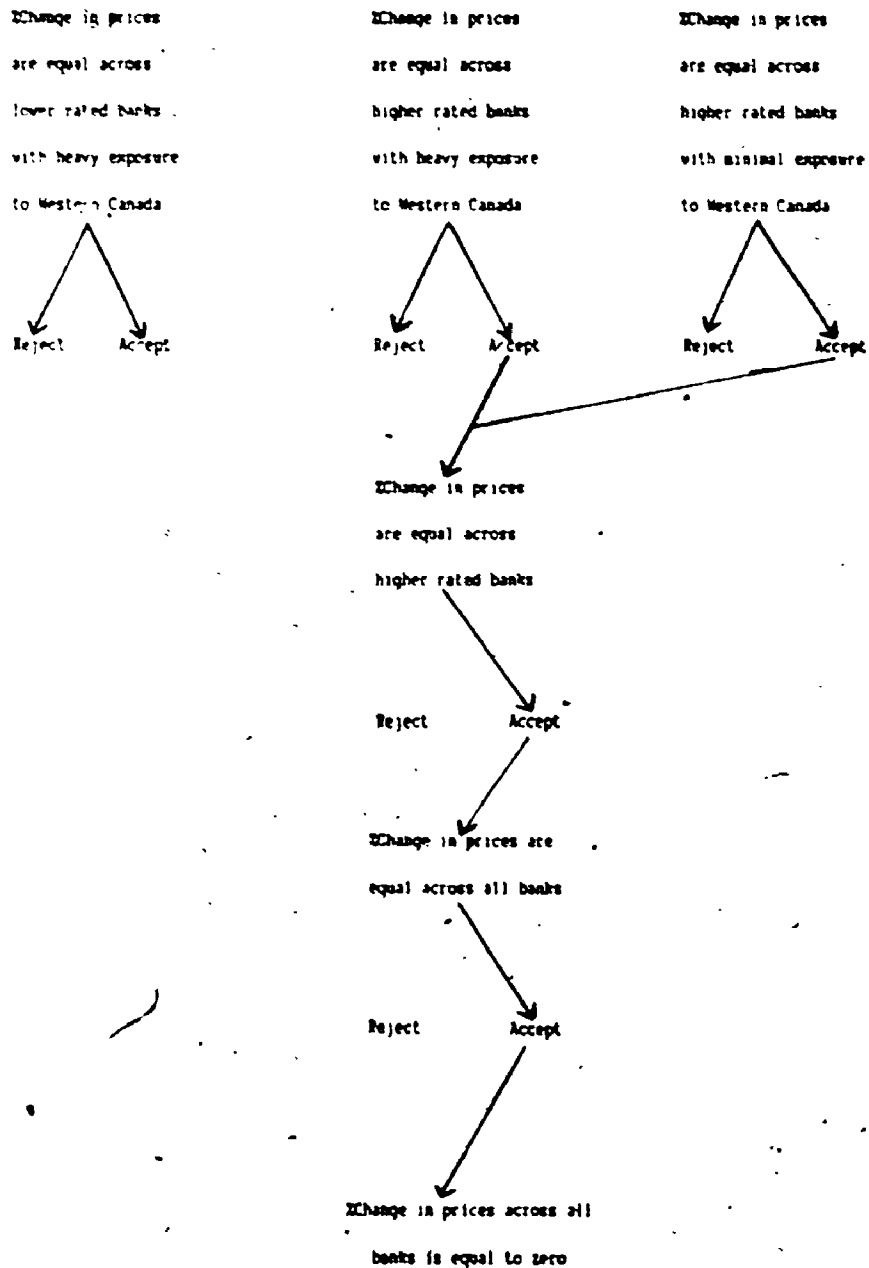 %Change in prices
are equal across
lower rated banks
with heavy exposure
to Western Canada
Reject Accept
%Change in prices
are equal across
higher rated banks
with heavy exposure
to Western Canada
Reject Accept
%Change in prices
are equal across
higher rated banks
with minimal exposure
to Western Canada
Reject Accept
%Change in prices
are equal across
higher rated banks
Reject Accept
%Change in prices are
equal across all banks
Reject Accept
%Change in prices across all
banks is equal to zero